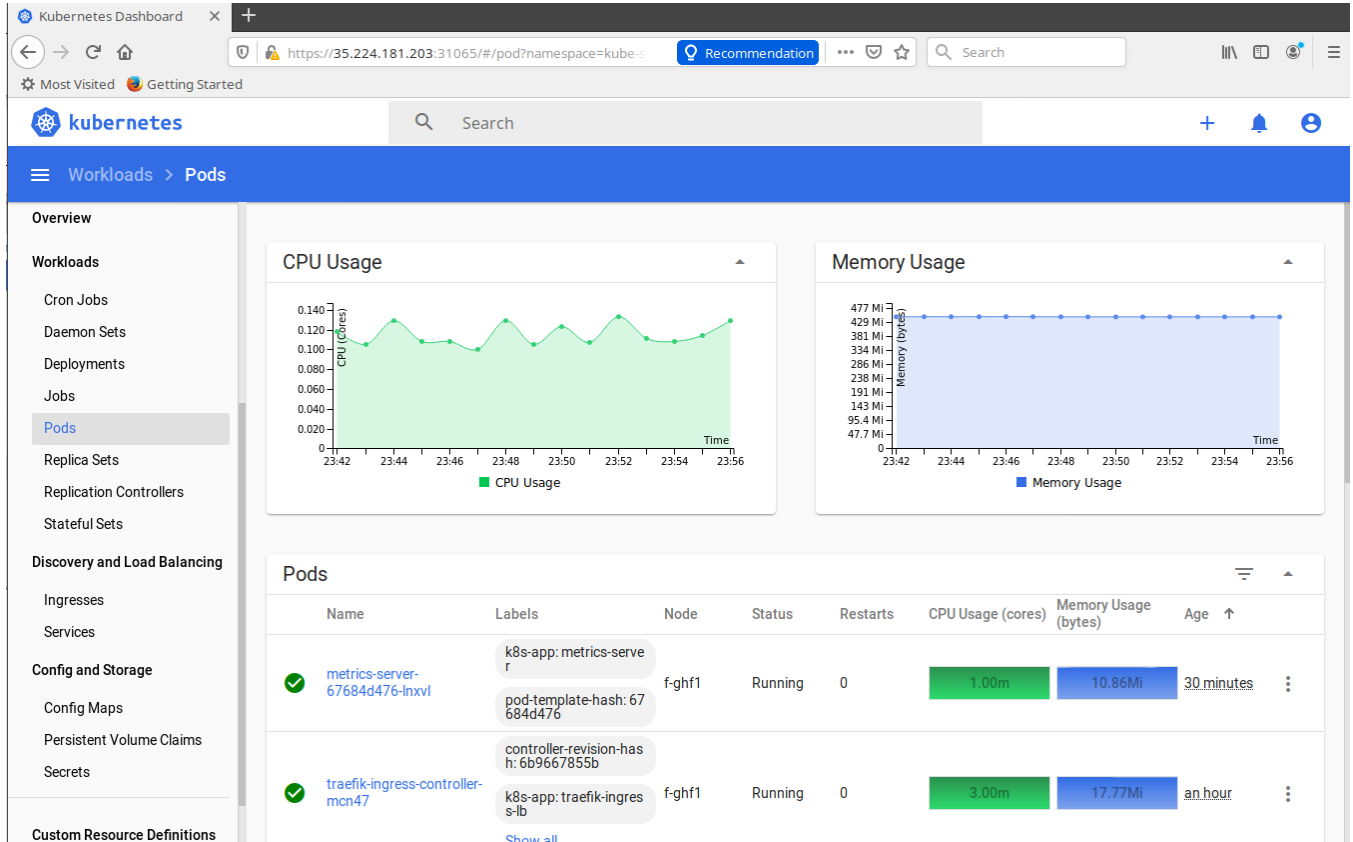 Kubernetes Dashboard
https://35.224.181.203:31065/#/pod?namespace=kube-s
Recommendation
Search
Most Visited
Getting Started
kubernetes
Search
Workloads > Pods
Overview
Workloads
Cron Jobs
Daemon Sets
Deployments
Jobs
Pods
Replica Sets
Replication Controllers
Stateful Sets
Discovery and Load Balancing
Ingresses
Services
Config and Storage
Config Maps
Persistent Volume Claims
Secrets
Custom Resource Definitions
CPU Usage
0.140
0.120
0.100
0.080
0.060
0.040
0.020
0
CPU (Cores)
Time
23:42 23:44 23:46 23:48 23:50 23:52 23:54 23:56
CPU Usage
Memory Usage
477 Mi
429 Mi
381 Mi
334 Mi
286 Mi
238 Mi
191 Mi
143 Mi
95.4 Mi
47.7 Mi
0
Memory (bytes)
Time
23:42 23:44 23:46 23:48 23:50 23:52 23:54 23:56
Memory Usage
Pods
Name Labels Node Status Restarts CPU Usage (cores) Memory Usage
(bytes) Age
metrics-server-
67684d476-lnxvl
k8s-app: metrics-serve
r
pod-template-hash: 67
684d476
f-ghf1 Running 0 1.00m 10.86Mi 30 minutes
traefik-ingress-controller-
mcn47
controller-revision-has
h: 6b9667855b
k8s-app: traefik-ingres
s-lb
Show all
f-ghf1 Running 0 3.00m 17.77Mi an hour